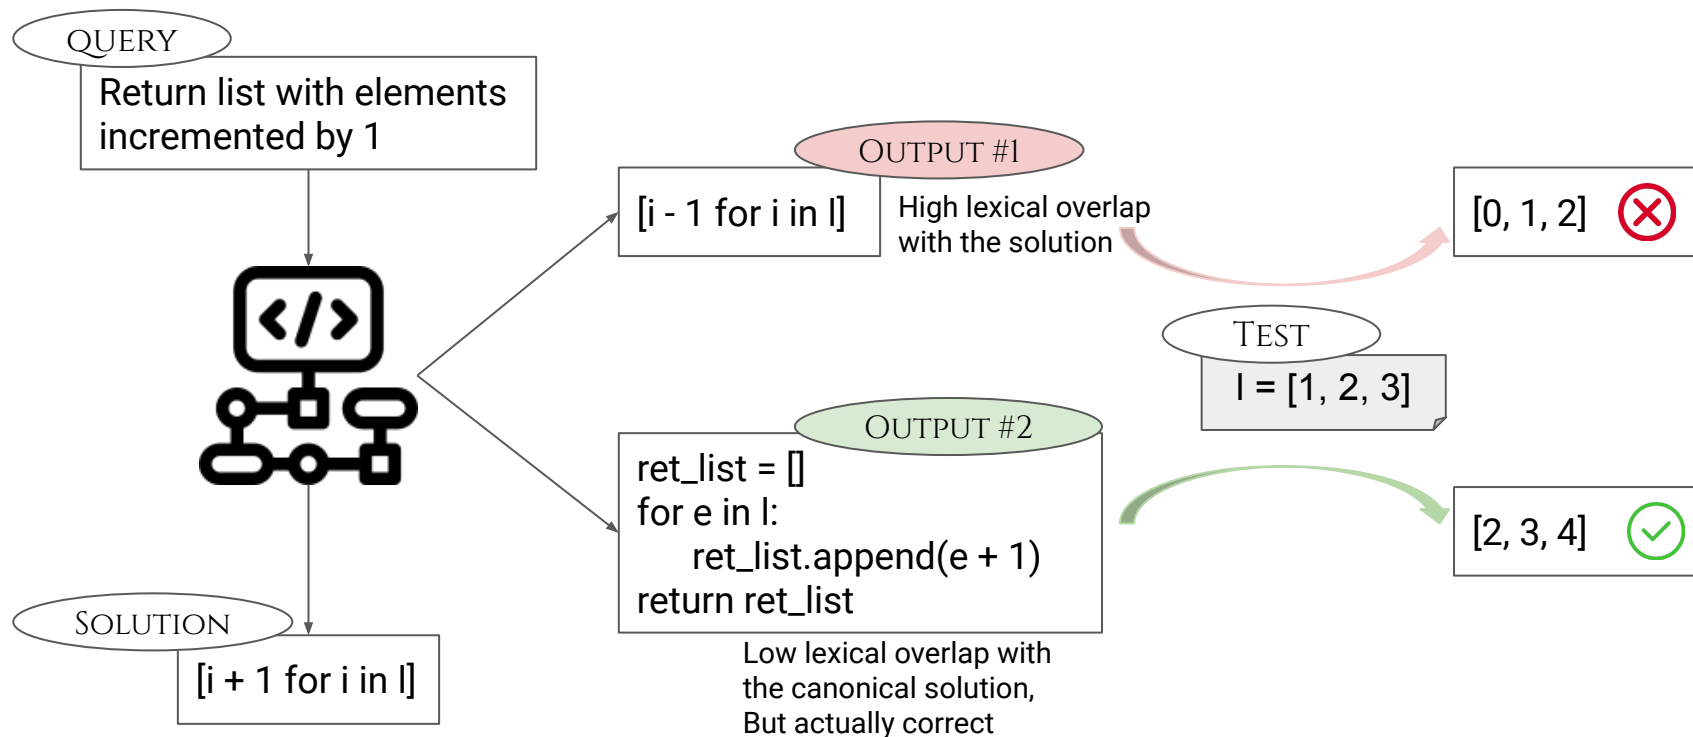 QUERY
Return list with elements
incremented by 1
</>
SOLUTION
[i + 1 for i in l]
OUTPUT #1
[i - 1 for i in l]
High lexical overlap
with the solution
OUTPUT #2
ret_list = []
for e in l:
ret_list.append(e + 1)
return ret_list
Low lexical overlap with
the canonical solution,
But actually correct
TEST
l = [1, 2, 3]
[0, 1, 2]
[2, 3, 4]